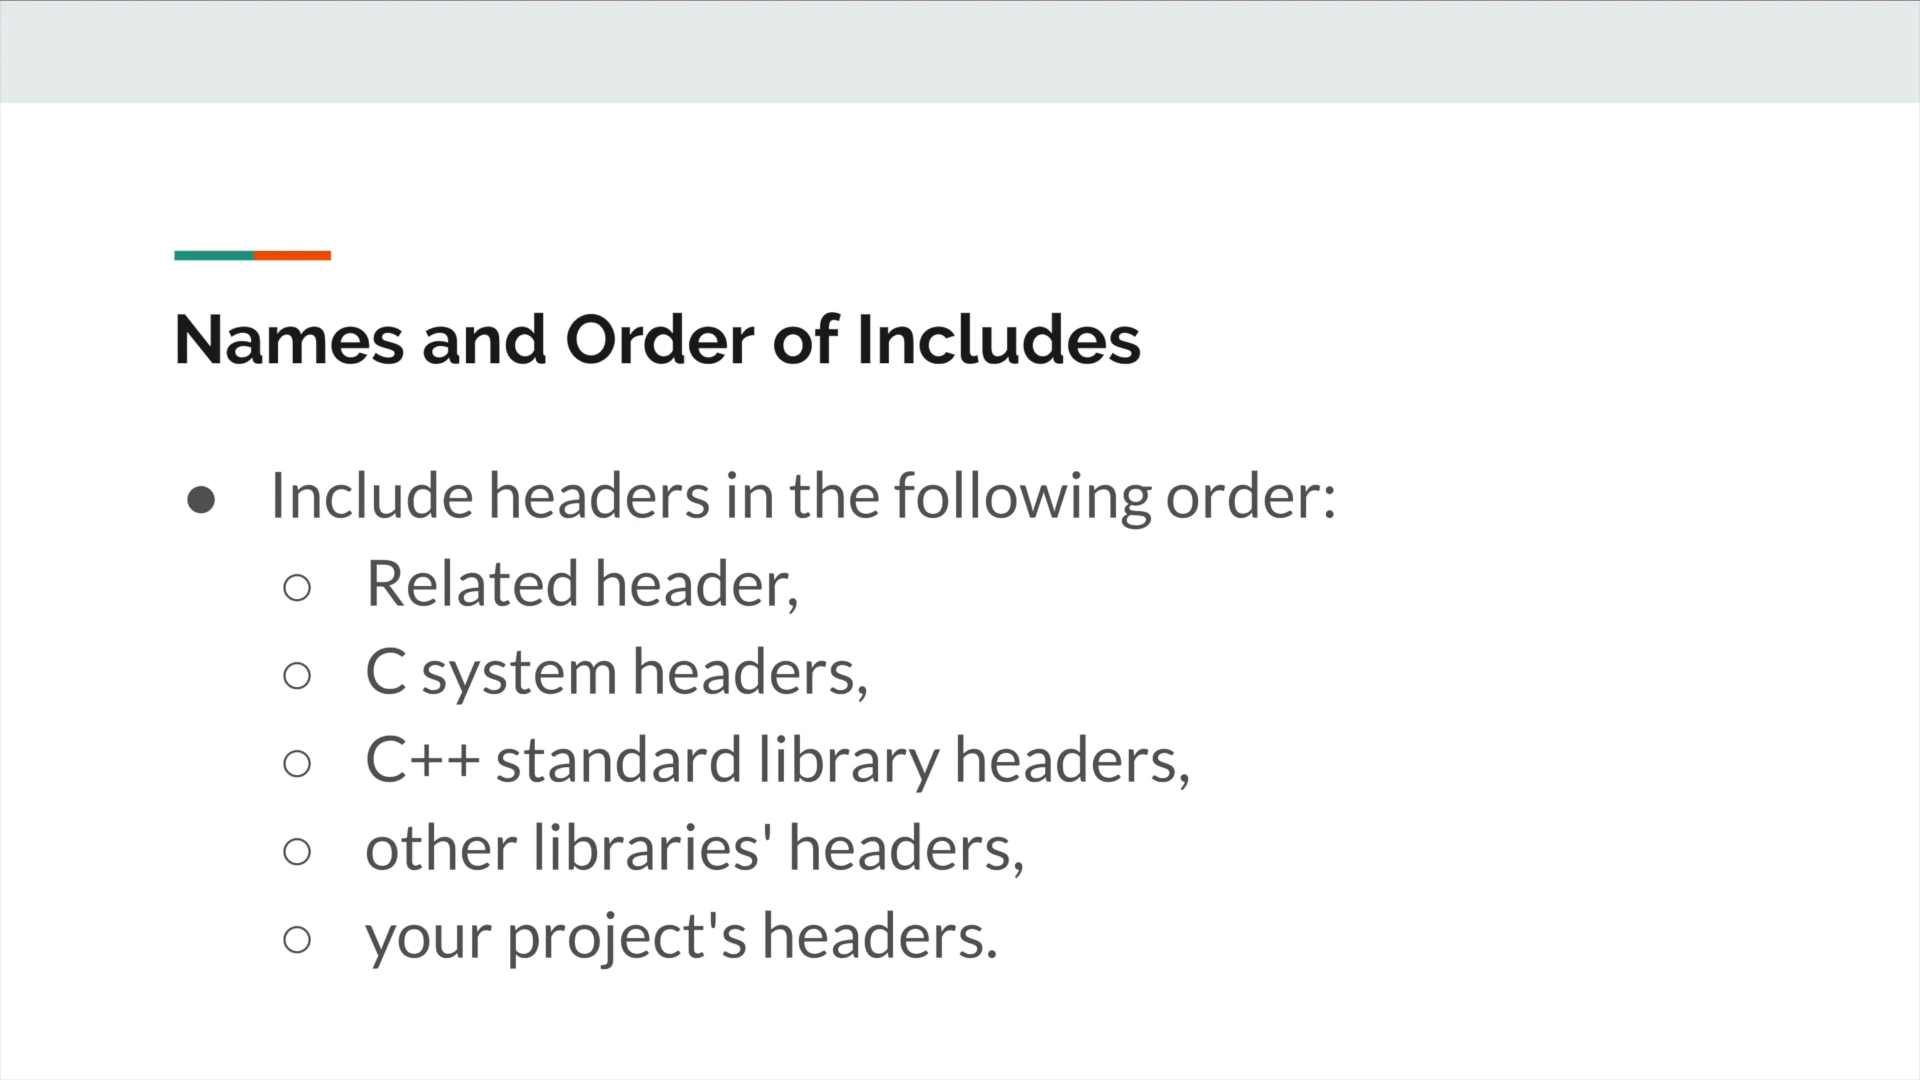 Names and Order of Includes
● Include headers in the following order:
○ Related header,
○ C system headers,
○ C++ standard library headers,
○ other libraries' headers,
○ your project's headers.